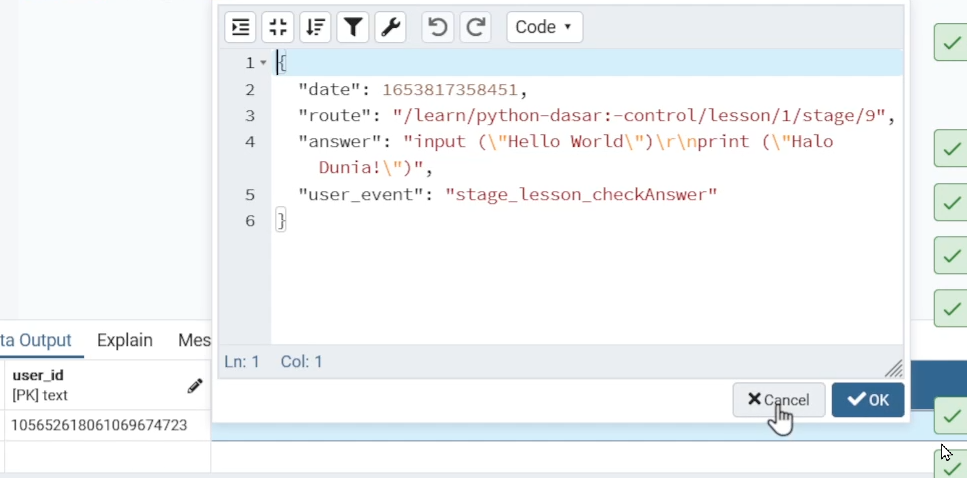 Code
1 {
2 "date": 1653817358451,
3 "route": "/learn/python-dasar:-control/lesson/1/stage/9",
4 "answer": "input (\"Hello World\")\r\nprint (\"Halo
Dunia!\")",
5 "user_event": "stage_lesson_checkAnswer"
6 }
ta Output Explain Mes
Ln: 1 Col: 1
user_id
[PK] text
Cancel OK
105652618061069674723